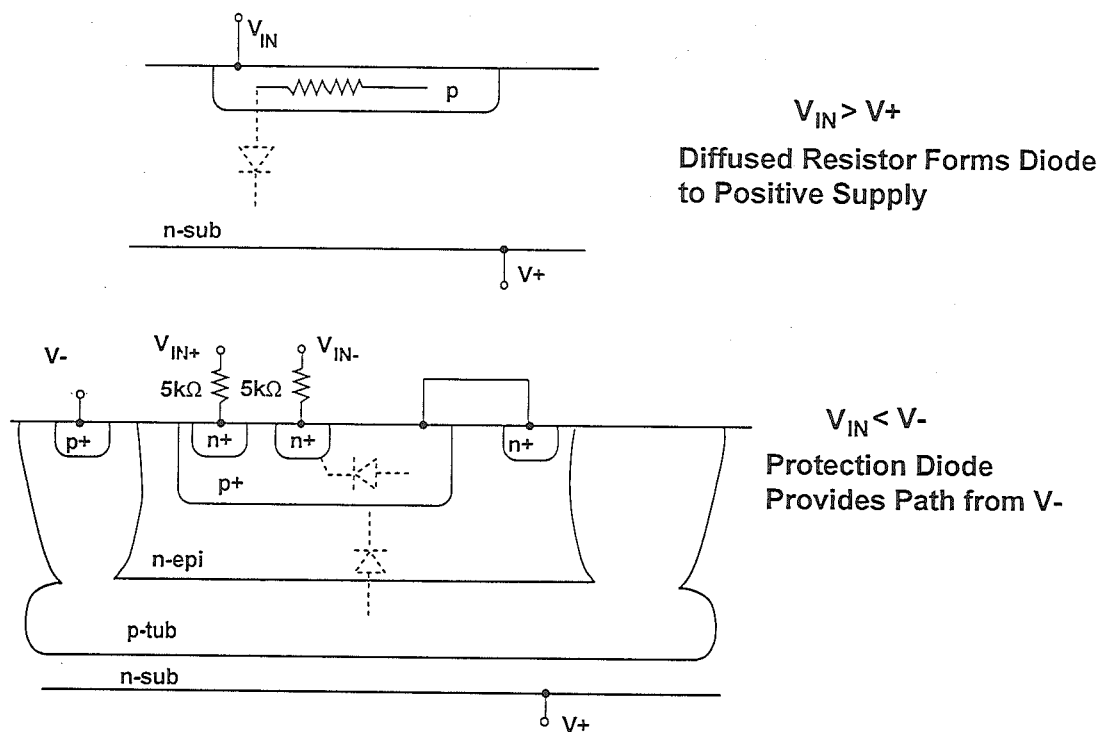 V_IN
p
V_IN > V+
Diffused Resistor Forms Diode
to Positive Supply
n-sub
V+
V-
V_IN+
V_IN-
5kΩ
5kΩ
p+
n+
n+
n+
p+
V_IN < V-
Protection Diode
Provides Path from V-
n-epi
p-tub
n-sub
V+